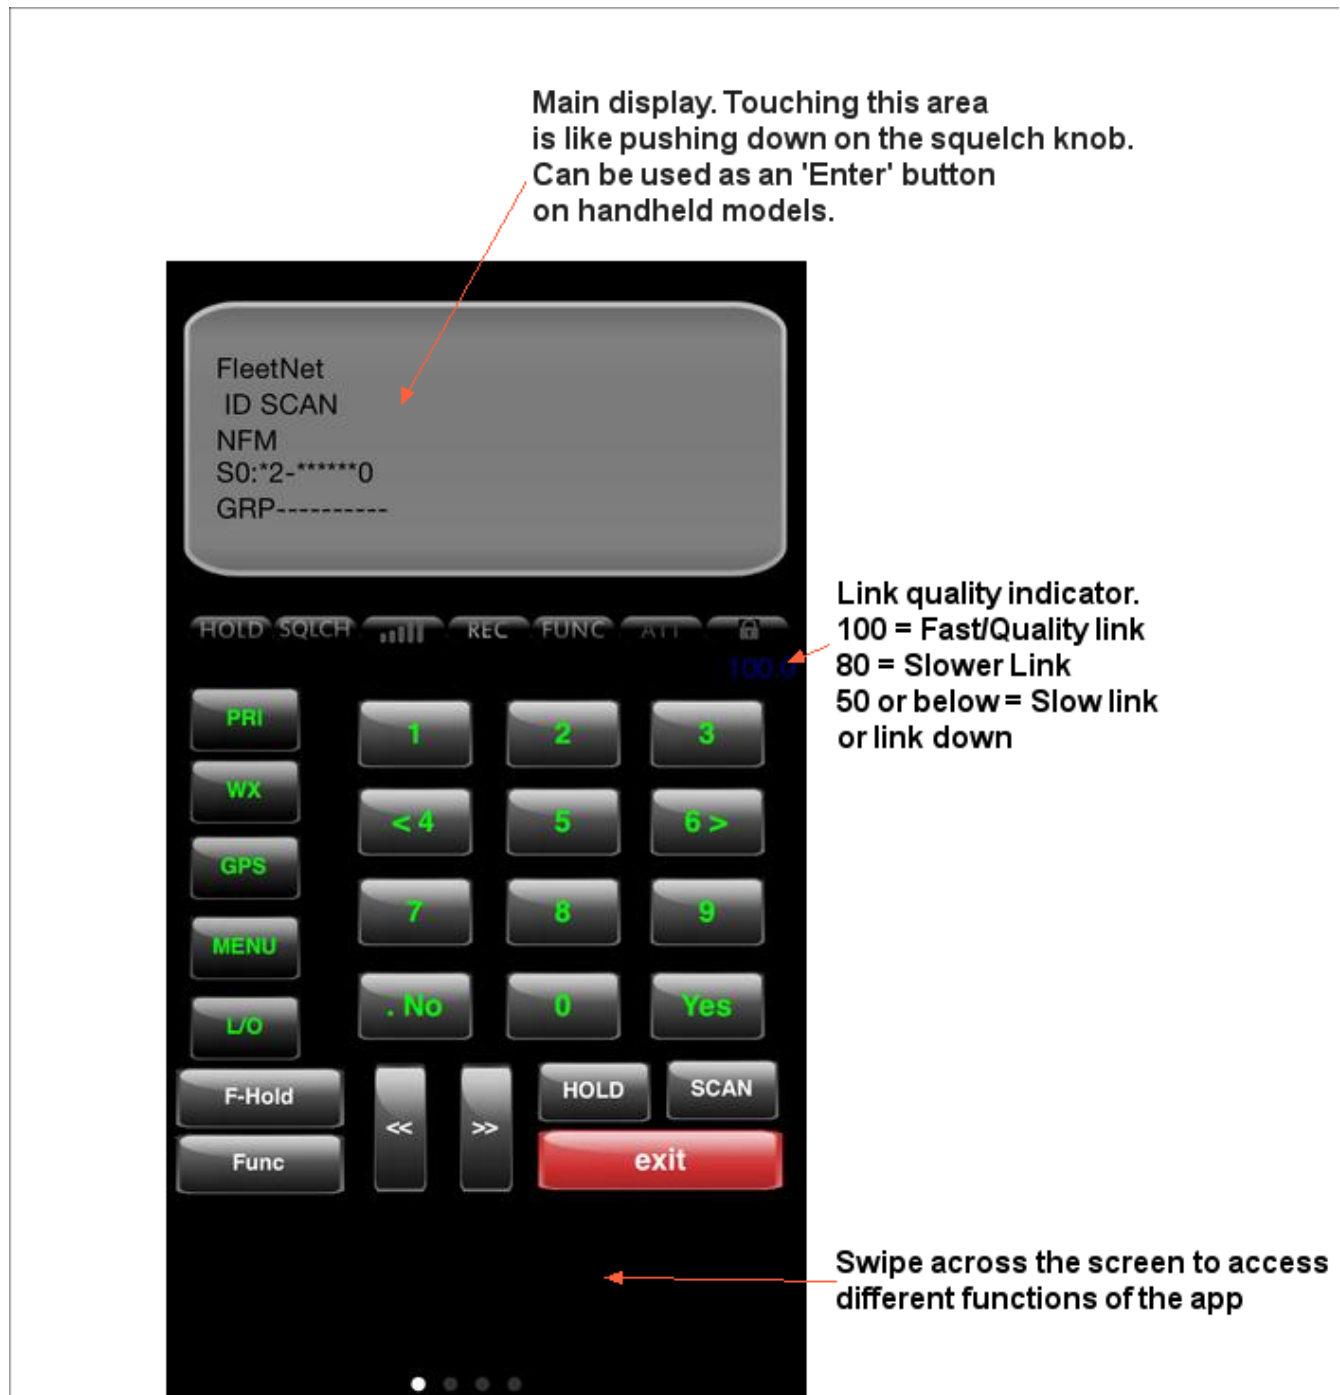 Main display. Touching this area
is like pushing down on the squelch knob.
Can be used as an 'Enter' button
on handheld models.
FleetNet
ID SCAN
NFM
S0:*2-******0
GRP----------
HOLD SQLCH REC FUNC ATT
100.0
Link quality indicator.
100 = Fast/Quality link
80 = Slower Link
50 or below = Slow link
or link down
PRI
1 2 3
WX
< 4 5 6 >
GPS
7 8 9
MENU
. No 0 Yes
L/O
F-Hold << >> HOLD SCAN
Func exit
Swipe across the screen to access
different functions of the app